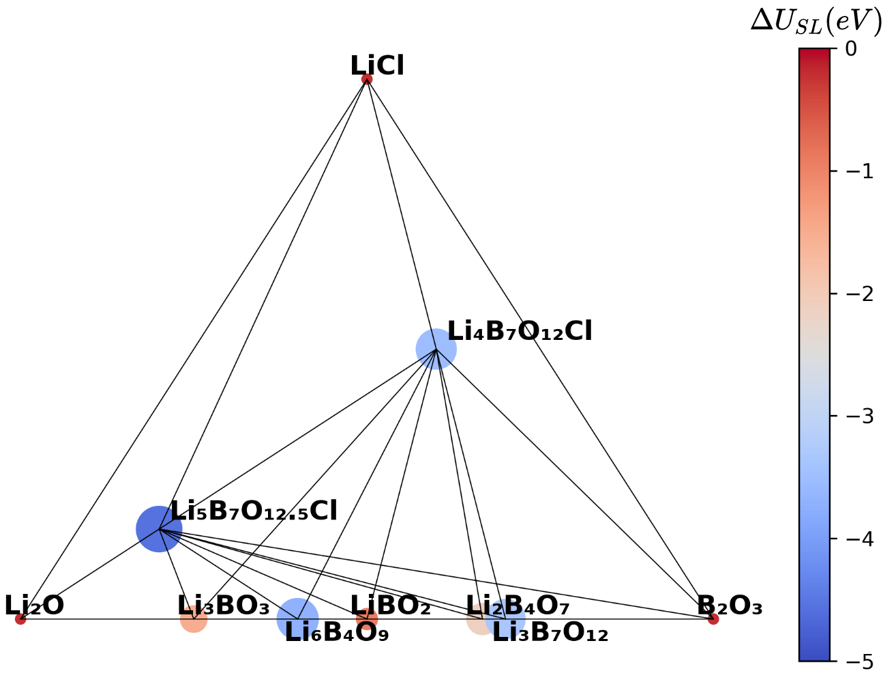 ΔU_SL(eV)
0
LiCl
−1
−2
Li₄B₇O₁₂Cl
−3
Li₅B₇O₁₂.₅Cl
−4
Li₂O Li₃BO₃ LiBO₂ Li₂B₄O₇ B₂O₃
Li₆B₄O₉ Li₃B₇O₁₂
−5